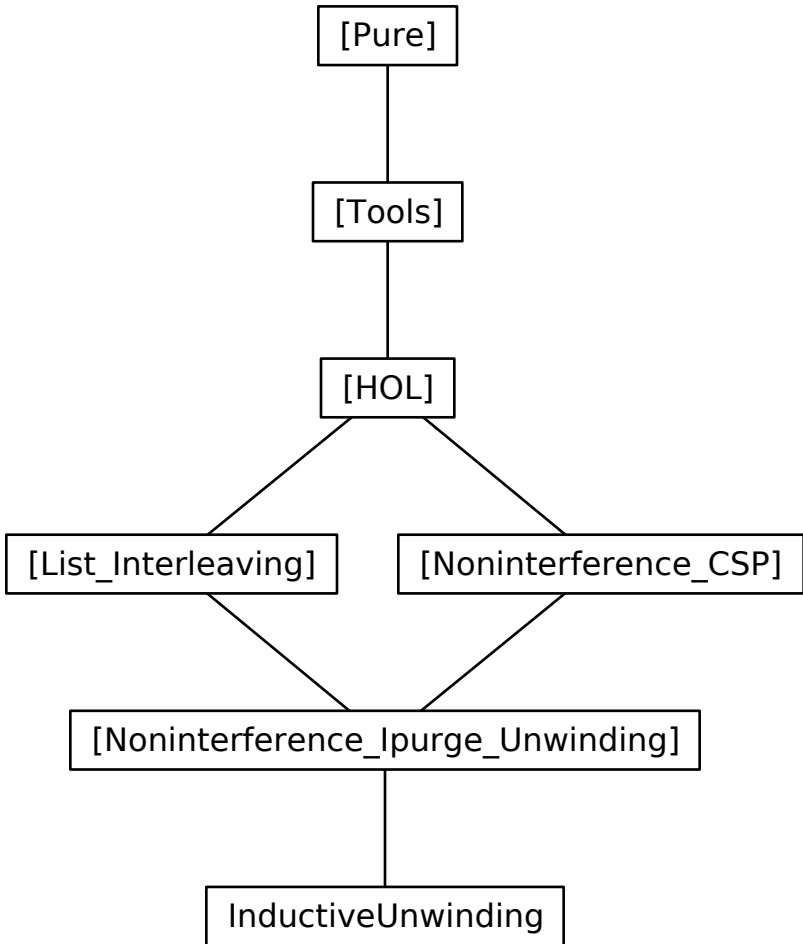 [Pure]
[Tools]
[HOL]
[List_Interleaving]
[Noninterference_CSP]
[Noninterference_Ipurge_Unwinding]
InductiveUnwinding